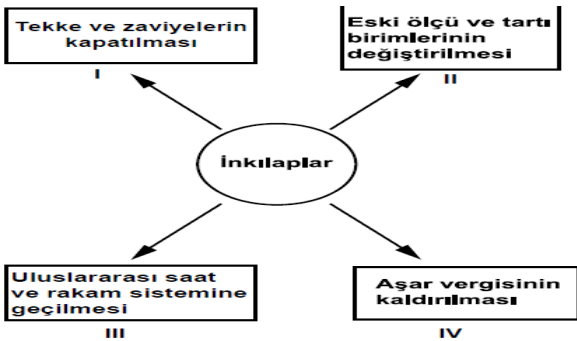 Tekke ve zaviyelerin
kapatılması
I
Eski ölçü ve tartı
birimlerinin
değiştirilmesi
II
İnkılaplar
Uluslararası saat
ve rakam sistemine
geçilmesi
III
Aşar vergisinin
kaldırılması
IV